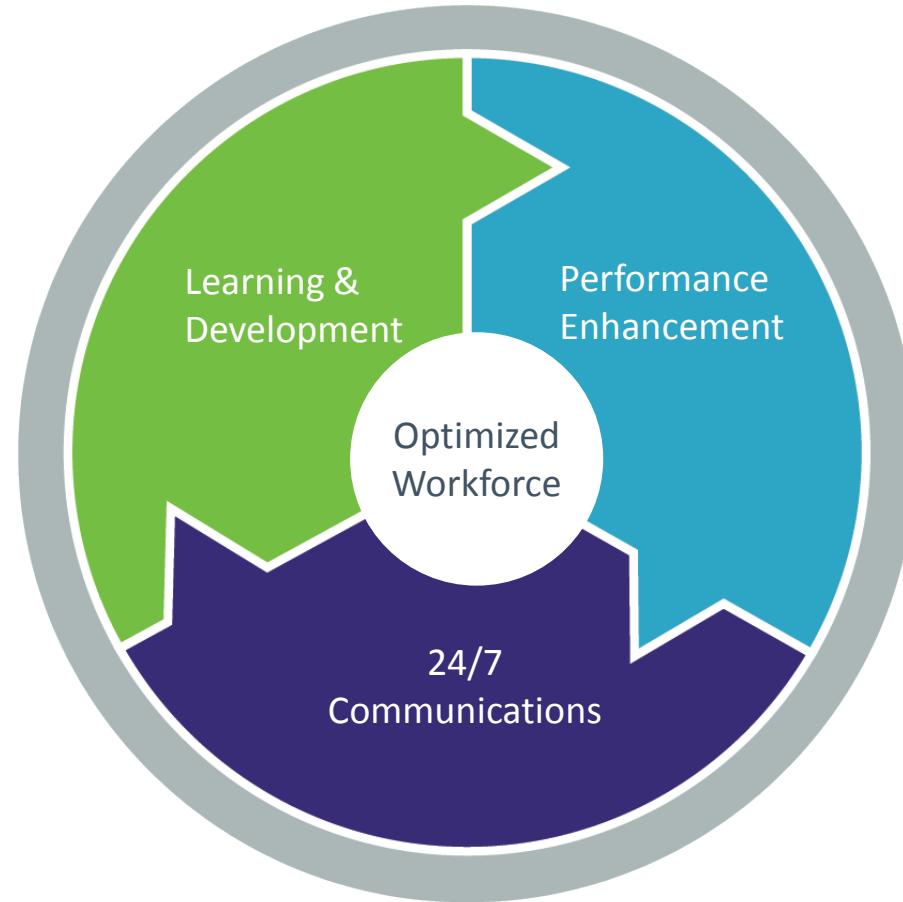 Learning &
Development
Performance
Enhancement
Optimized
Workforce
24/7
Communications